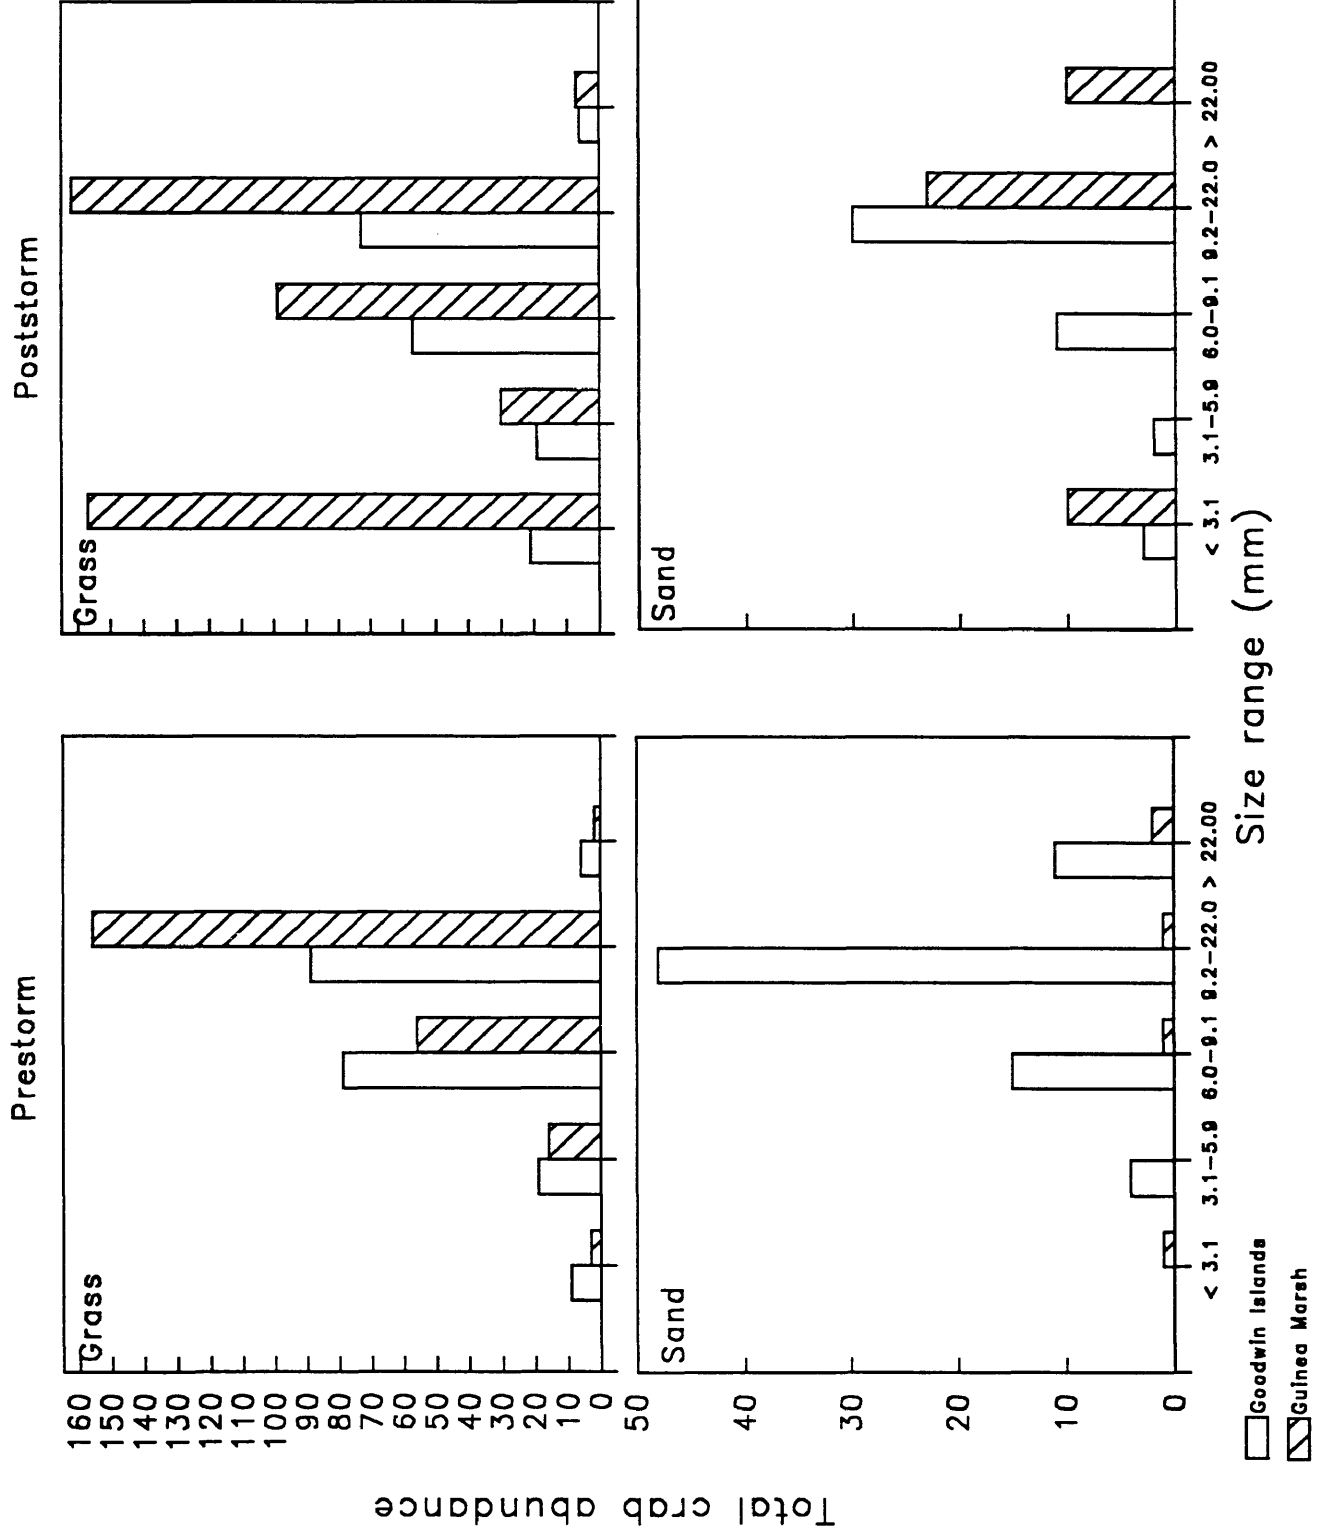 Prestorm
Poststorm
Total crab abundance
Grass
160
150
140
130
120
110
100
90
80
70
60
50
40
30
20
10
0
Grass
Sand
50
40
30
20
10
0
Sand
< 3.1 3.1-5.9 6.0-9.1 9.2-22.0 > 22.00
< 3.1 3.1-5.9 6.0-9.1 9.2-22.0 > 22.00
Size range (mm)
Goodwin Islands
Guinea Marsh